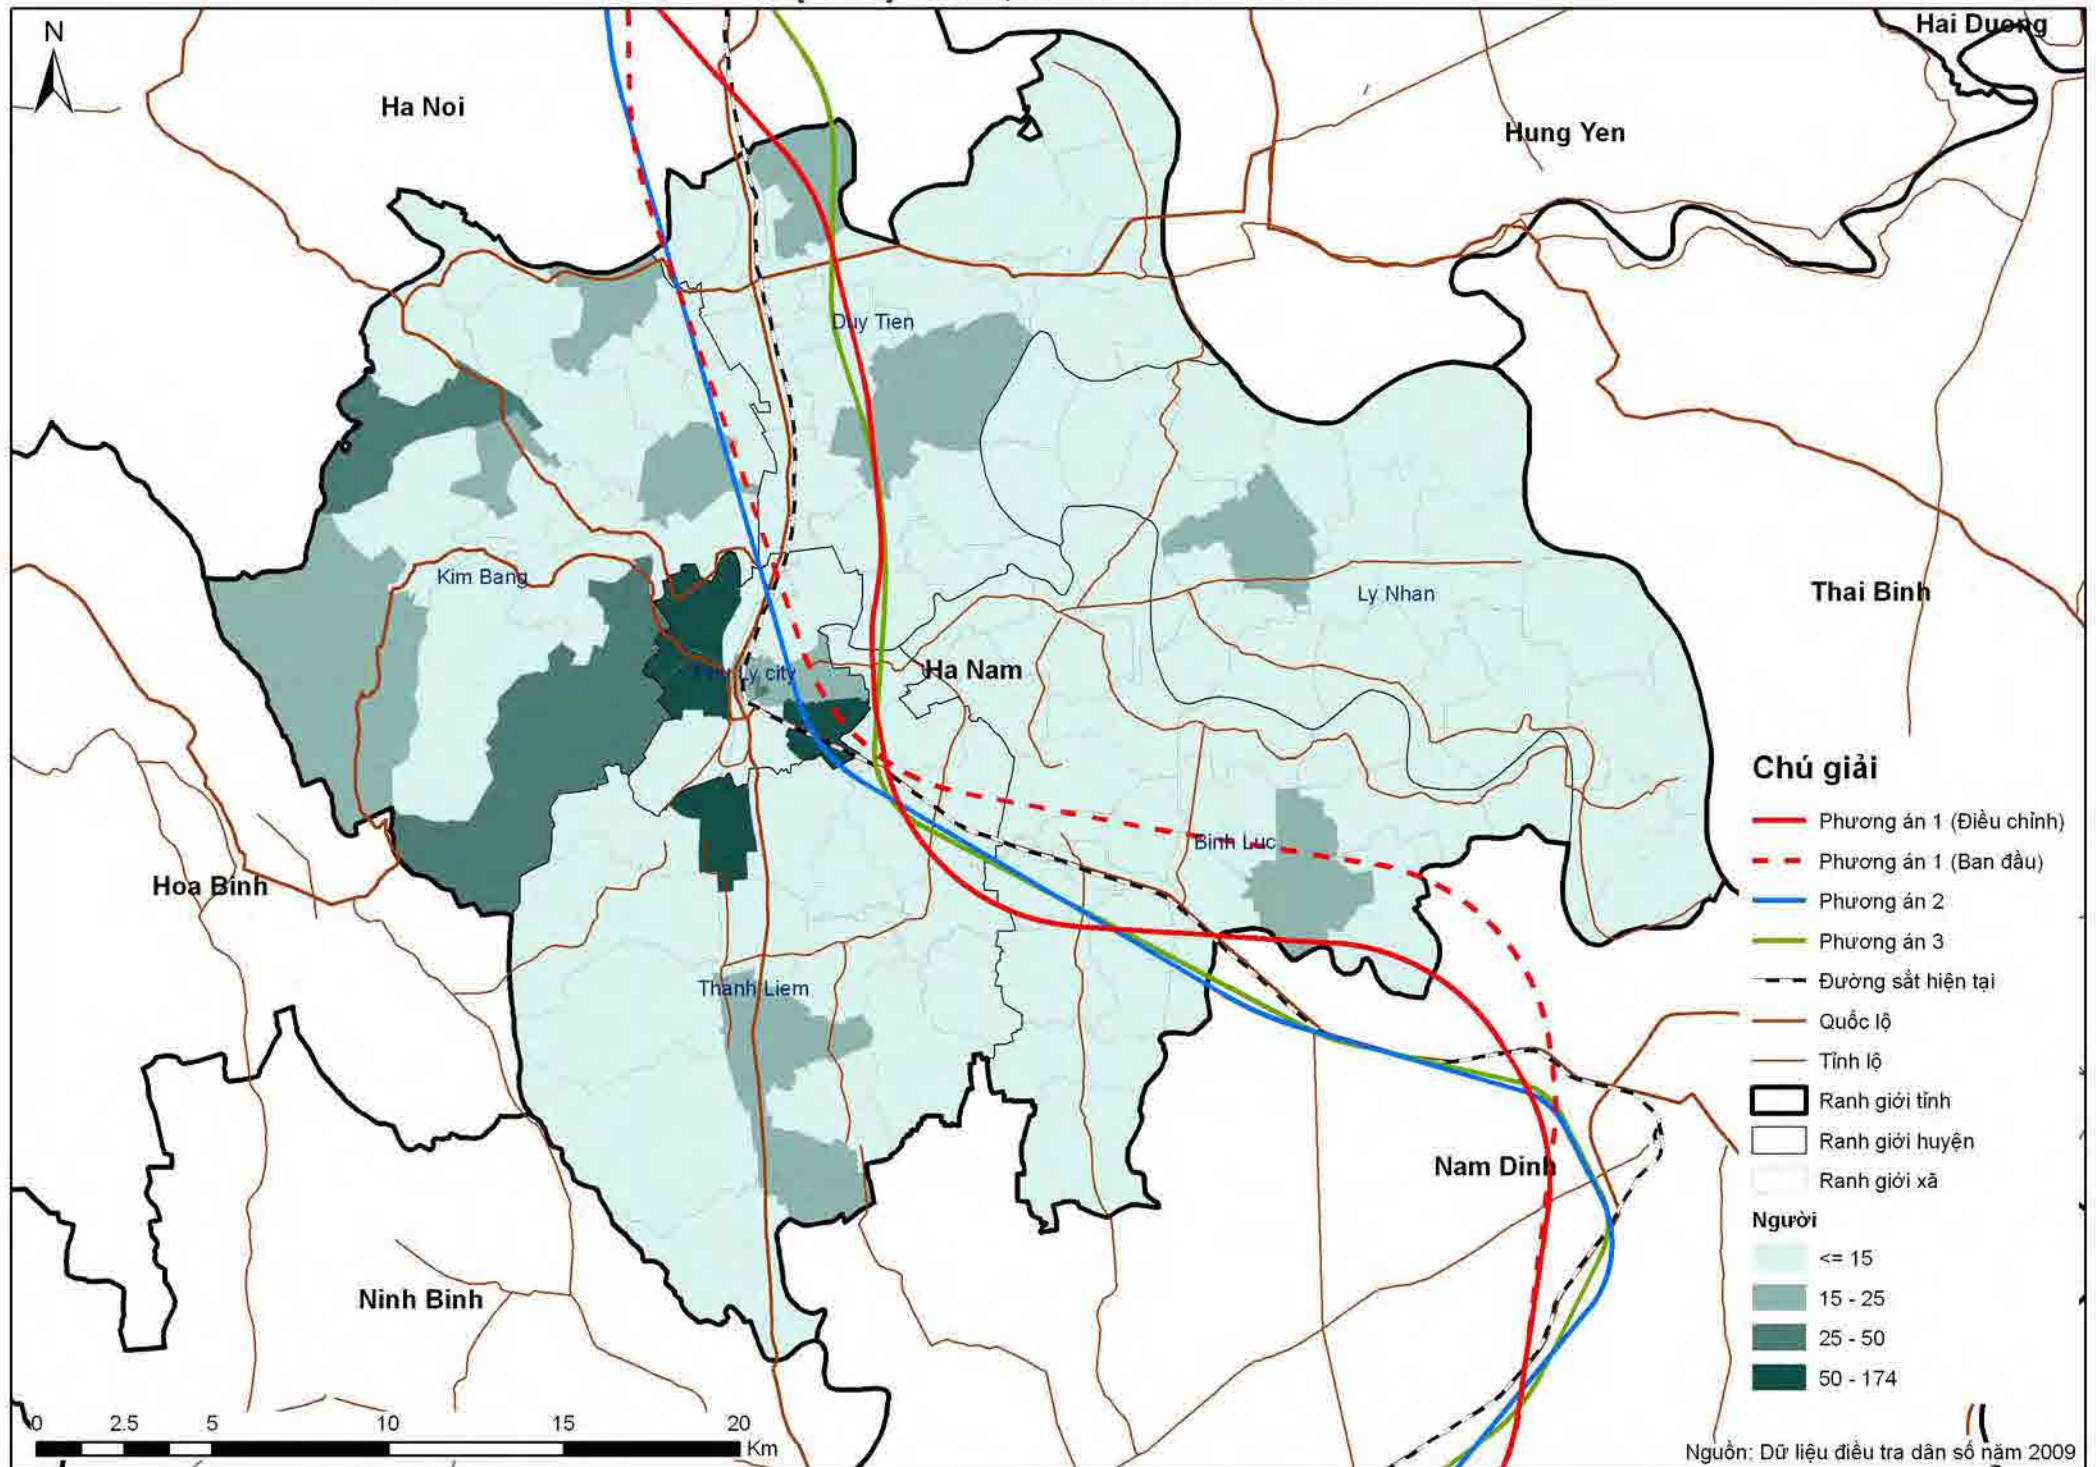 N
Ha Noi
Hai Duong
Hung Yen
Duy Tien
Kim Bang
Ly Nhan
Thai Binh
Ly city
Ha Nam
Binh Luc
Hoa Binh
Thanh Liem
Nam Dinh
Ninh Binh
Chú giải
Phương án 1 (Điều chỉnh)
Phương án 1 (Ban đầu)
Phương án 2
Phương án 3
Đường sắt hiện tại
Quốc lộ
Tỉnh lộ
Ranh giới tỉnh
Ranh giới huyện
Ranh giới xã
Người
<= 15
15 - 25
25 - 50
50 - 174
0 2.5 5 10 15 20
Km
Nguồn: Dữ liệu điều tra dân số năm 2009